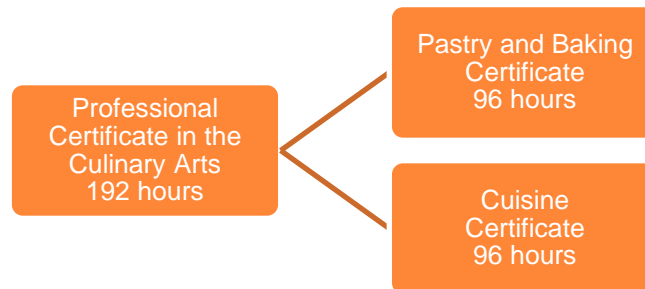 Professional
Certificate in the
Culinary Arts
192 hours
Pastry and Baking
Certificate
96 hours
Cuisine
Certificate
96 hours